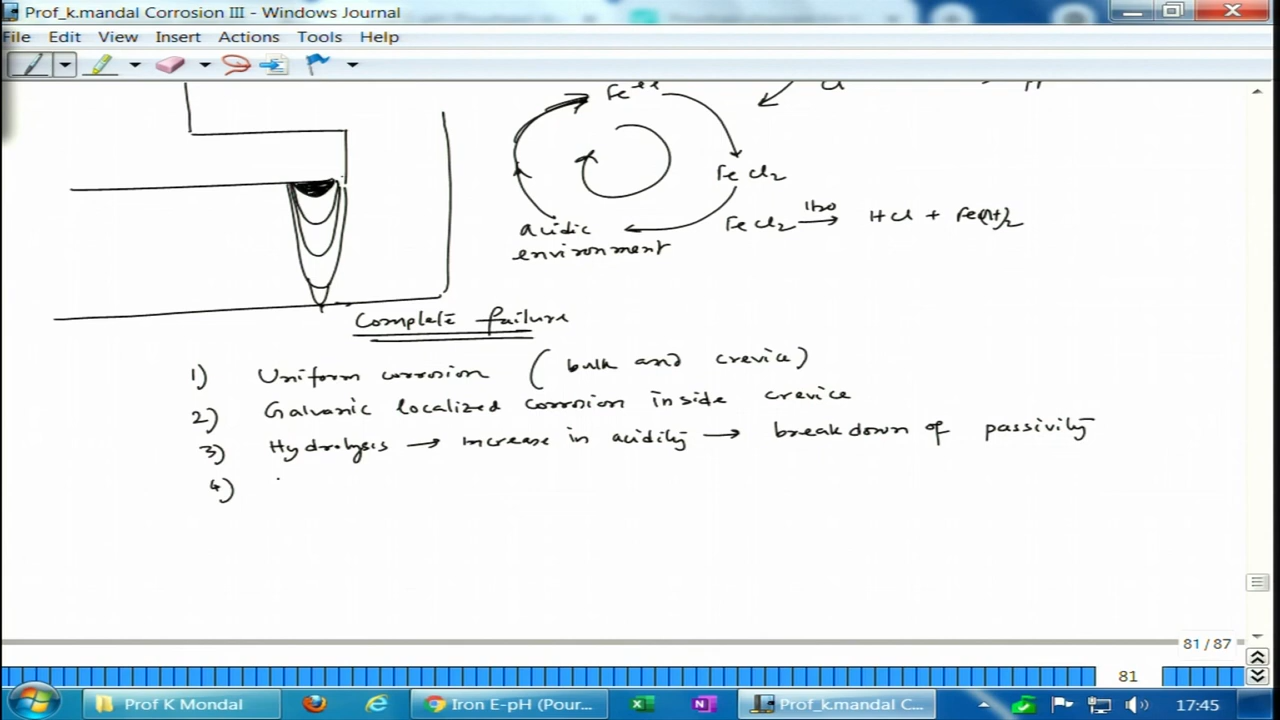 Prof_k.mandal Corrosion III - Windows Journal
File Edit View Insert Actions Tools Help
Fe++
Cl
FeCl2
FeCl2 H2O → HCl + Fe(OH)2
acidic
environment
Complete failure
1) Uniform corrosion (bulk and crevice)
2) Galvanic localized corrosion inside crevice
3) Hydrolysis → increase in acidity → breakdown of passivity
4)
81 / 87
81
Prof K Mondal
Iron E-pH (Pour...
Prof_k.mandal C...
17:45